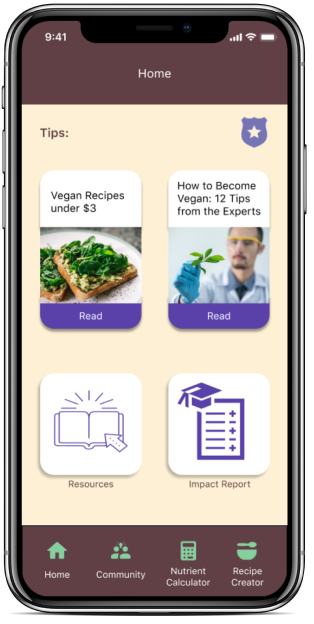 9:41
Home
Tips:
Vegan Recipes
under $3
How to Become
Vegan: 12 Tips
from the Experts
Read
Read
Resources
Impact Report
Home
Community
Nutrient
Calculator
Recipe
Creator